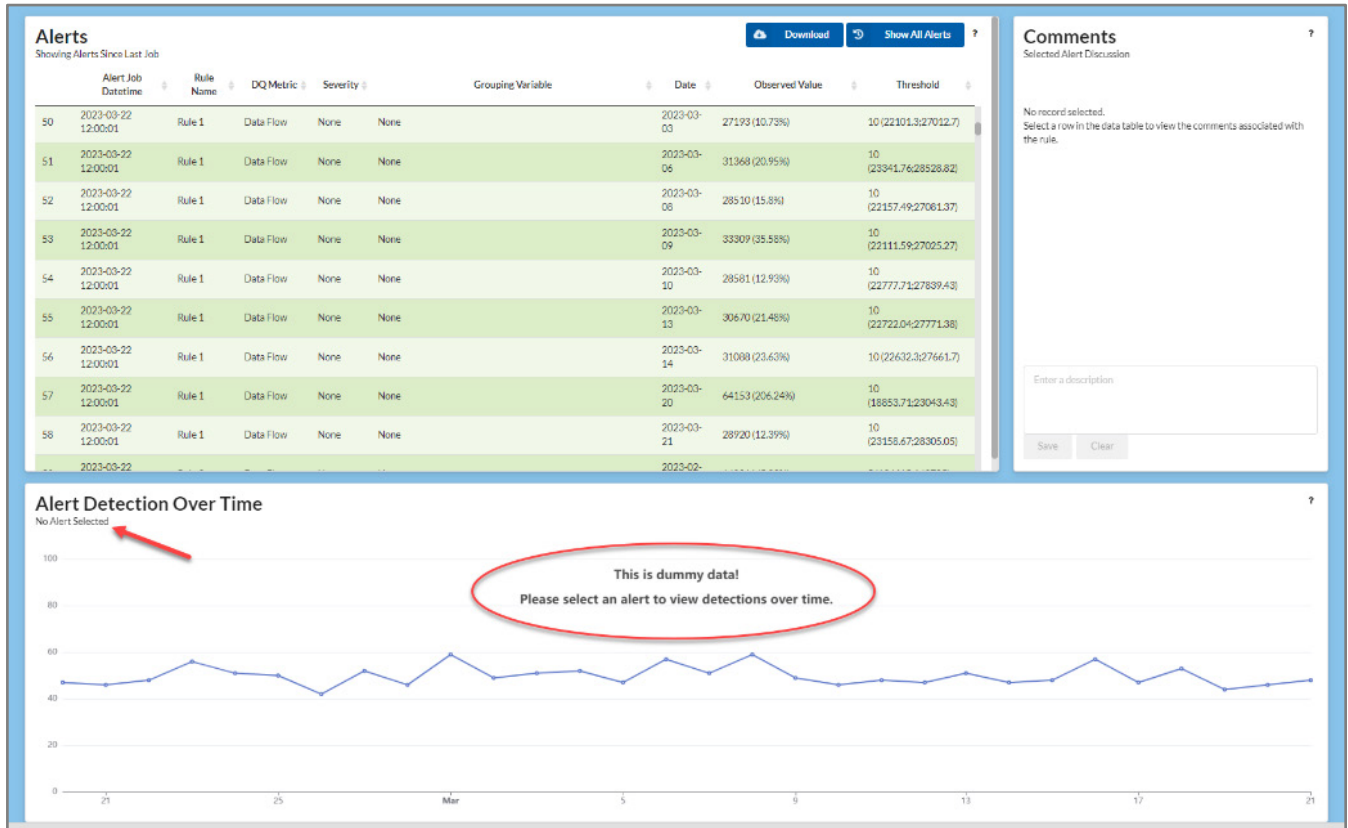 Alerts
Showing Alerts Since Last Job
Download
Show All Alerts
?
Alert Job Datetime Rule Name DQ Metric Severity Grouping Variable Date Observed Value Threshold
50 2023-03-22 12:00:01 Rule 1 Data Flow None None 2023-03-03 27193 (10.73%) 10 (22101.3;27012.7)
51 2023-03-22 12:00:01 Rule 1 Data Flow None None 2023-03-06 31368 (20.95%) 10 (23341.76;28528.82)
52 2023-03-22 12:00:01 Rule 1 Data Flow None None 2023-03-08 28510 (15.8%) 10 (22157.49;27081.37)
53 2023-03-22 12:00:01 Rule 1 Data Flow None None 2023-03-09 33309 (35.58%) 10 (22111.59;27025.27)
54 2023-03-22 12:00:01 Rule 1 Data Flow None None 2023-03-10 28581 (12.93%) 10 (22777.71;27839.43)
55 2023-03-22 12:00:01 Rule 1 Data Flow None None 2023-03-13 30670 (21.48%) 10 (22722.04;27771.38)
56 2023-03-22 12:00:01 Rule 1 Data Flow None None 2023-03-14 31088 (23.63%) 10 (22632.3;27661.7)
57 2023-03-22 12:00:01 Rule 1 Data Flow None None 2023-03-20 64153 (206.24%) 10 (18853.71;23043.43)
58 2023-03-22 12:00:01 Rule 1 Data Flow None None 2023-03-21 28920 (12.39%) 10 (23158.67;28305.05)
2023-03-22 2023-02-
Comments
?
Selected Alert Discussion
No record selected.
Select a row in the data table to view the comments associated with
the rule.
Enter a description
Save
Clear
Alert Detection Over Time
?
No Alert Selected
This is dummy data!
Please select an alert to view detections over time.
100
80
60
40
20
0
21 25 Mar 5 9 13 17 21